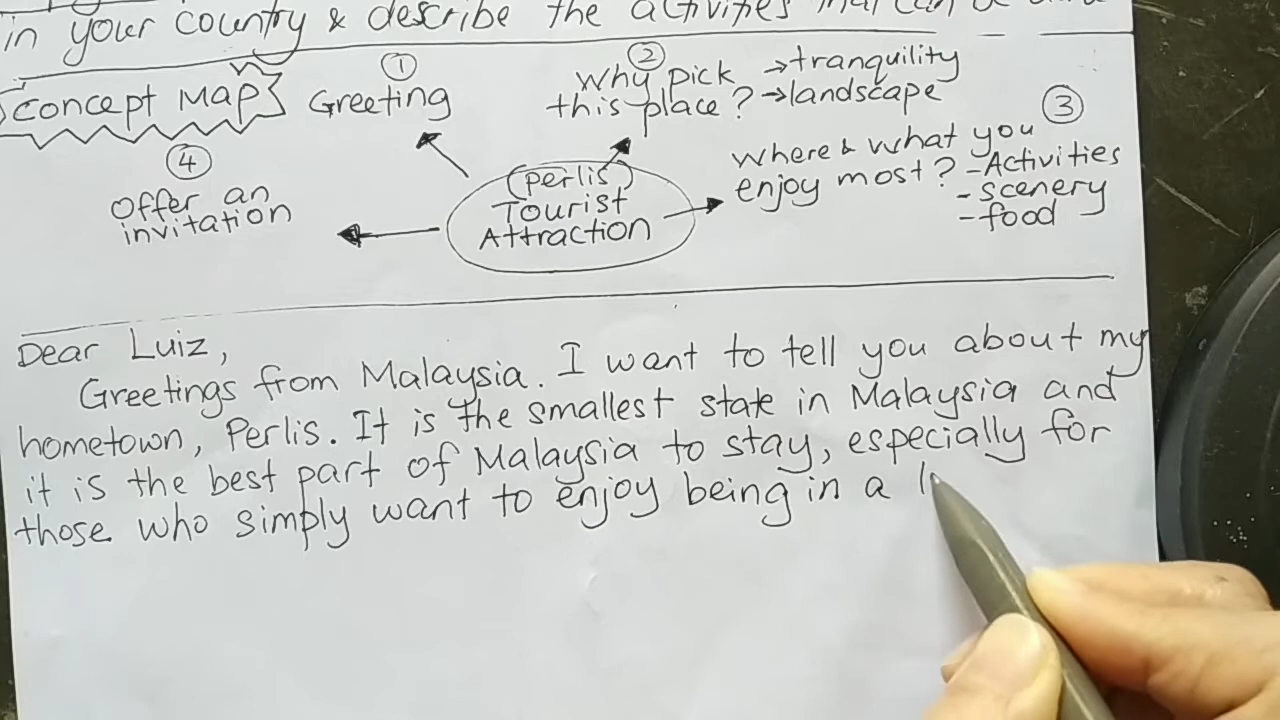 in your country & describe the activities that can be
Concept Map
①
Greeting
②
Why pick
this place?
→tranquility
→landscape
③
Where & what you
enjoy most?
-Activities
-scenery
-food
④
Offer an
invitation
(perlis)
Tourist
Attraction
Dear Luiz,
Greetings from Malaysia. I want to tell you about my
hometown, Perlis. It is the smallest state in Malaysia and
it is the best part of Malaysia to stay, especially for
those who simply want to enjoy being in a